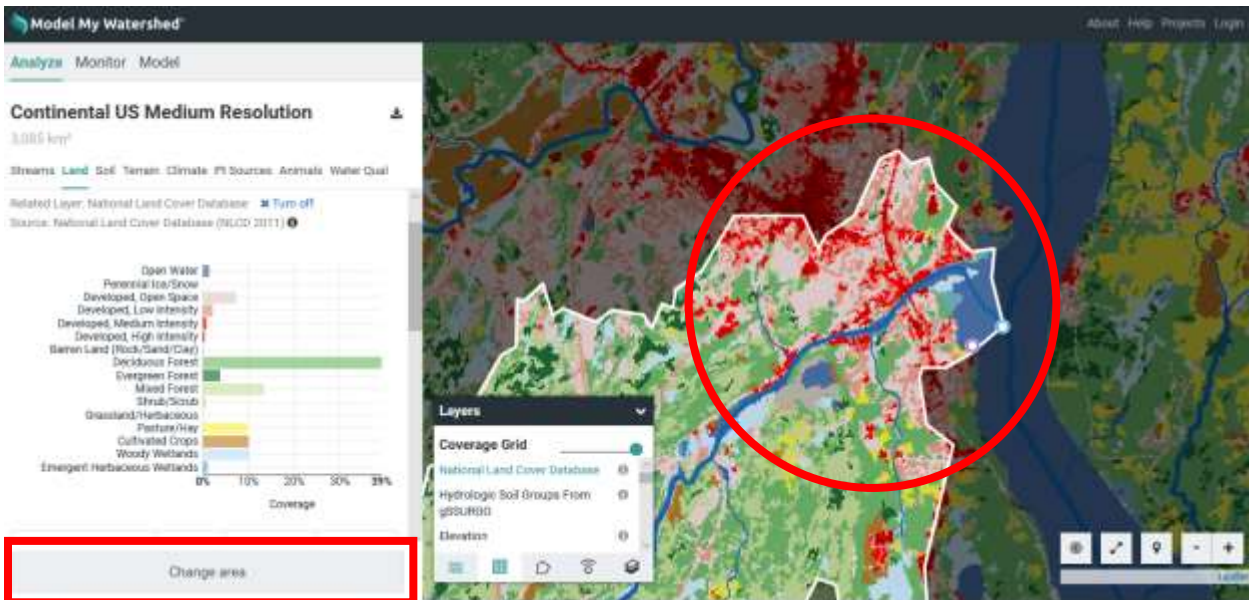 Model My Watershed®
About Help Projects Login
Analyze Monitor Model
Continental US Medium Resolution
3,085 km²
Streams Land Soil Terrain Climate Pt Sources Animals Water Qual
Related Layer: National Land Cover Database ✖ Turn off
Source: National Land Cover Database (NLCD 2011)
Open Water
Perennial Ice/Snow
Developed, Open Space
Developed, Low Intensity
Developed, Medium Intensity
Developed, High Intensity
Barren Land (Rock/Sand/Clay)
Deciduous Forest
Evergreen Forest
Mixed Forest
Shrub/Scrub
Grassland/Herbaceous
Pasture/Hay
Cultivated Crops
Woody Wetlands
Emergent Herbaceous Wetlands
0% 10% 20% 30% 39%
Coverage
Change area
Layers
Coverage Grid
National Land Cover Database
Hydrologic Soil Groups From
gSSURGO
Elevation
- +
Leaflet